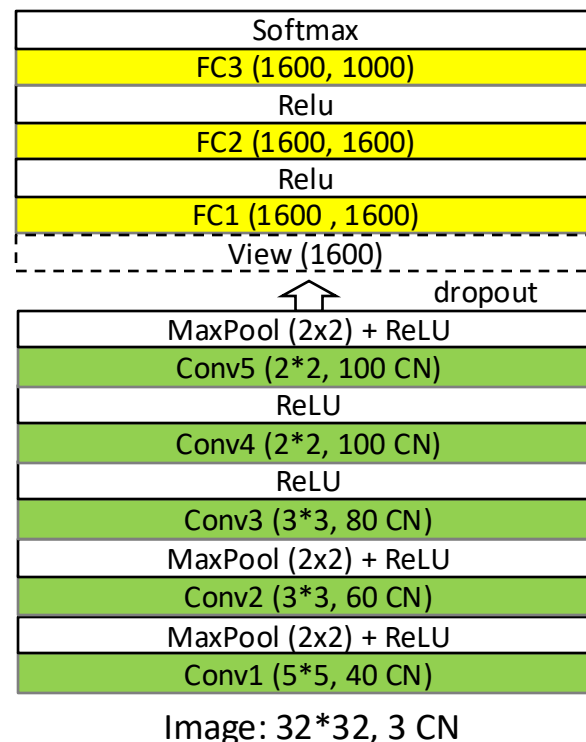 Softmax
FC3 (1600, 1000)
Relu
FC2 (1600, 1600)
Relu
FC1 (1600 , 1600)
View (1600)
dropout
MaxPool (2x2) + ReLU
Conv5 (2*2, 100 CN)
ReLU
Conv4 (2*2, 100 CN)
ReLU
Conv3 (3*3, 80 CN)
MaxPool (2x2) + ReLU
Conv2 (3*3, 60 CN)
MaxPool (2x2) + ReLU
Conv1 (5*5, 40 CN)
Image: 32*32, 3 CN